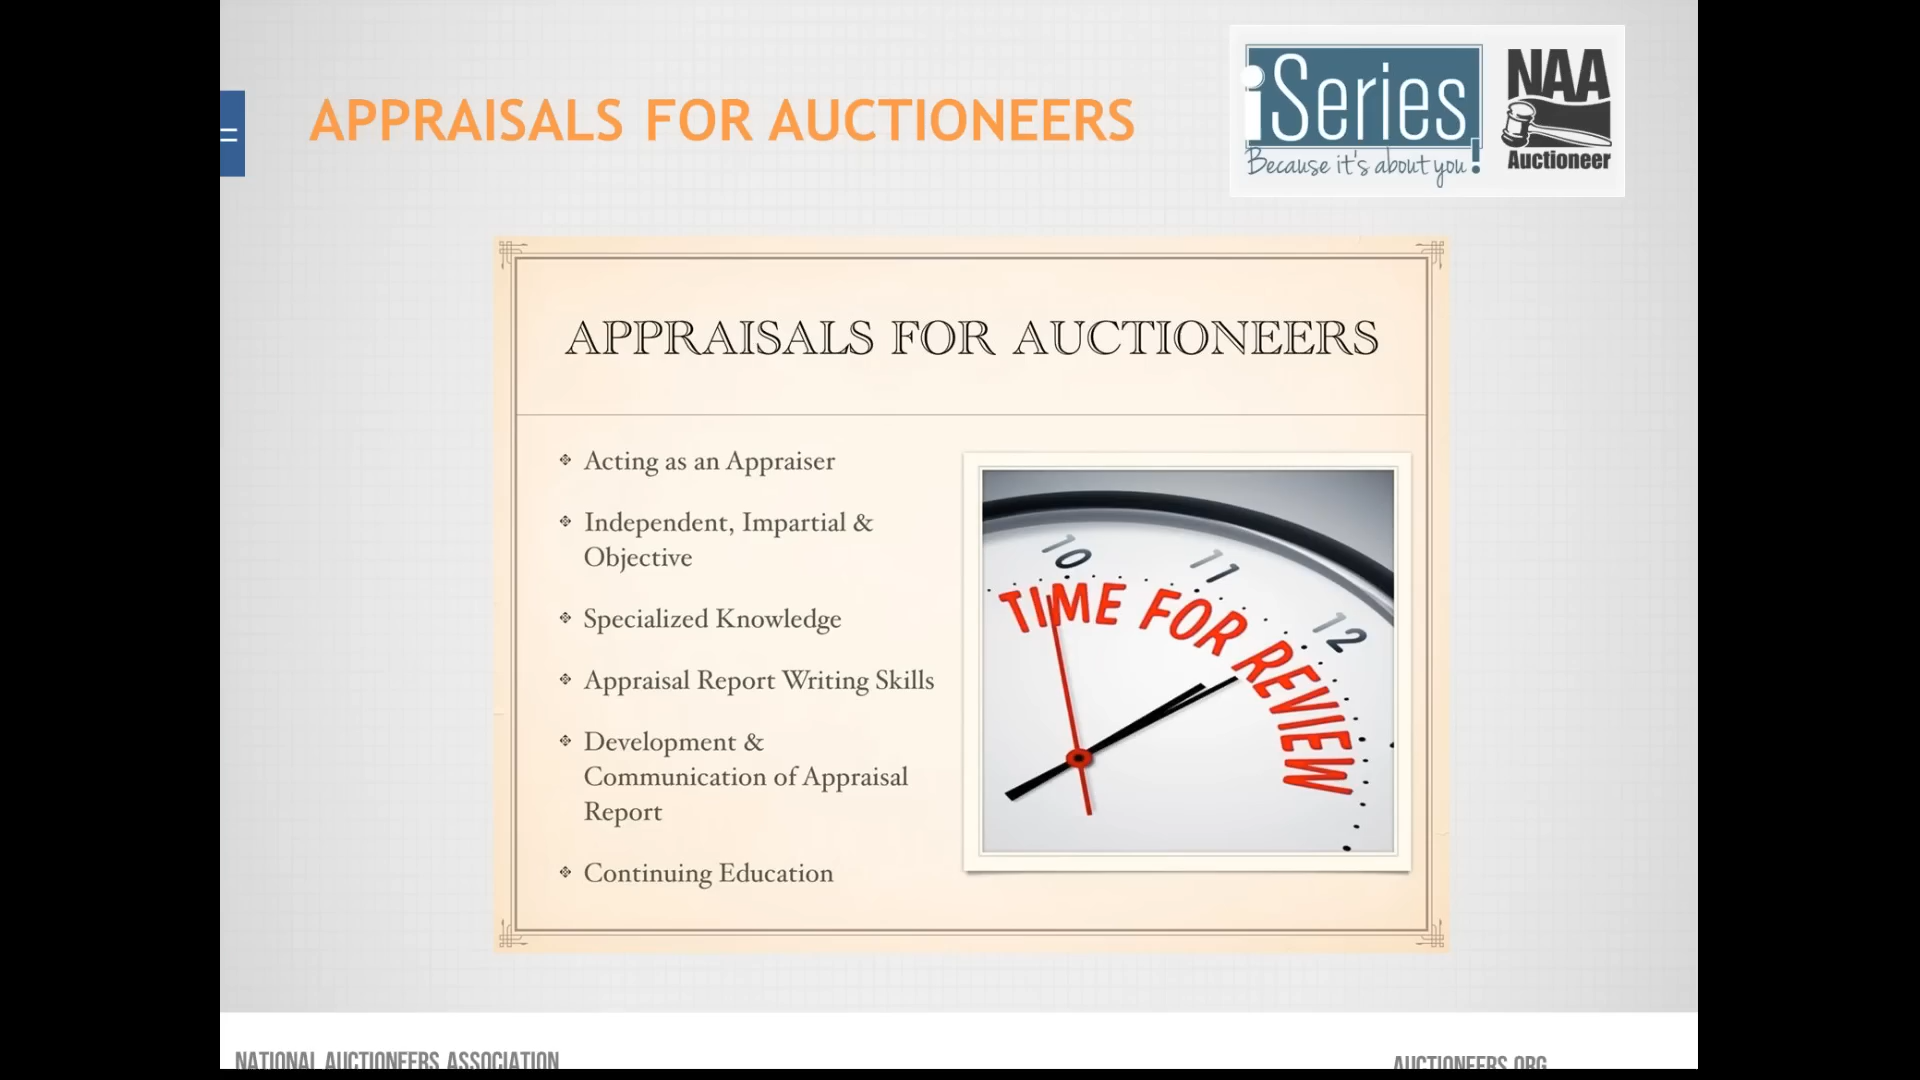 APPRAISALS FOR AUCTIONEERS
iSeries!
Because it's about you
NAA
Auctioneer
APPRAISALS FOR AUCTIONEERS
Acting as an Appraiser
Independent, Impartial &
Objective
Specialized Knowledge
Appraisal Report Writing Skills
Development &
Communication of Appraisal
Report
Continuing Education
10
11
12
TIME FOR REVIEW
NATIONAL AUCTIONEERS ASSOCIATION
AUCTIONEERS.ORG